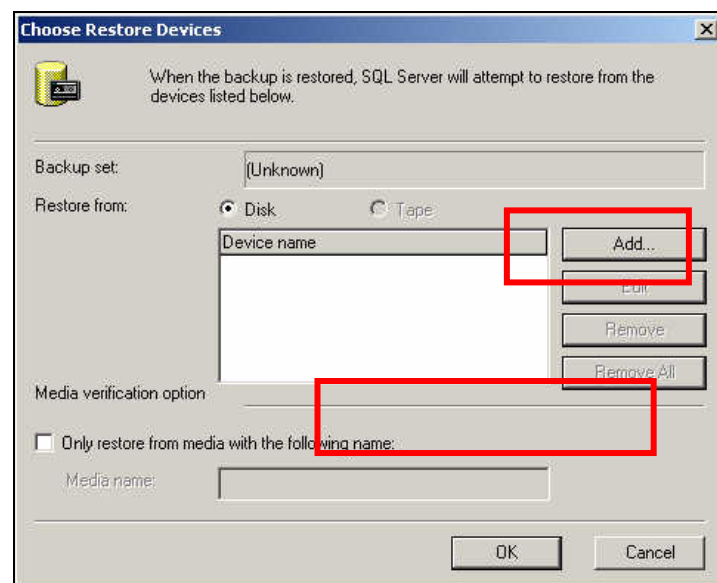 Choose Restore Devices
When the backup is restored, SQL Server will attempt to restore from the
devices listed below.
Backup set:
(Unknown)
Restore from:
Disk
Tape
Device name
Add...
Edit
Remove
Remove All
Media verification option
Only restore from media with the following name:
Media name:
OK
Cancel